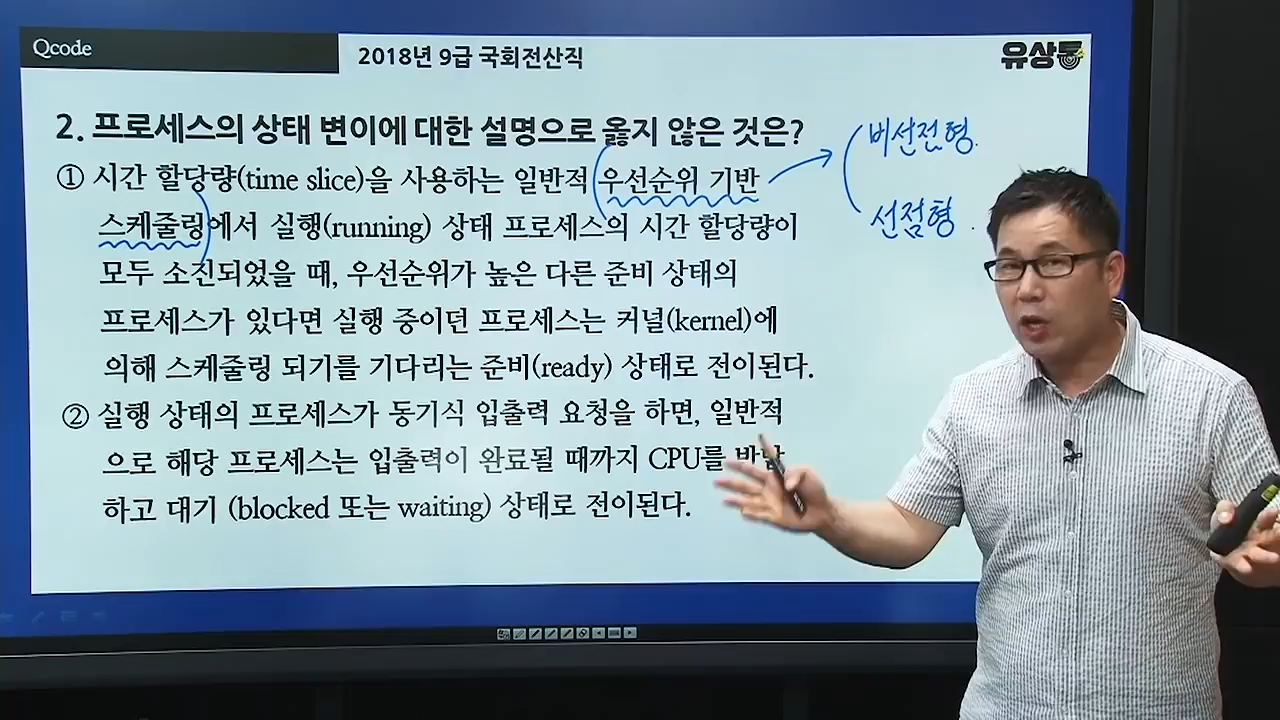 Qcode
2018년 9급 국회전산직
유상통
2. 프로세스의 상태 변이에 대한 설명으로 옳지 않은 것은?
① 시간 할당량(time slice)을 사용하는 일반적 우선순위 기반
스케줄링에서 실행(running) 상태 프로세스의 시간 할당량이
모두 소진되었을 때, 우선순위가 높은 다른 준비 상태의
프로세스가 있다면 실행 중이던 프로세스는 커널(kernel)에
의해 스케줄링 되기를 기다리는 준비(ready) 상태로 전이된다.
② 실행 상태의 프로세스가 동기식 입출력 요청을 하면, 일반적
으로 해당 프로세스는 입출력이 완료될 때까지 CPU를
하고 대기 (blocked 또는 waiting) 상태로 전이된다.
비선점형.
선점형.